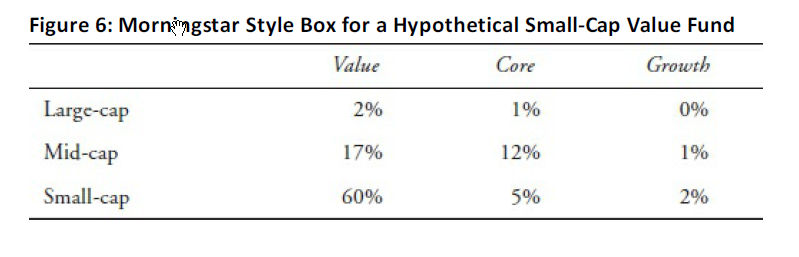 Figure 6: Morningstar Style Box for a Hypothetical Small-Cap Value Fund
Value Core Growth
Large-cap 2% 1% 0%
Mid-cap 17% 12% 1%
Small-cap 60% 5% 2%